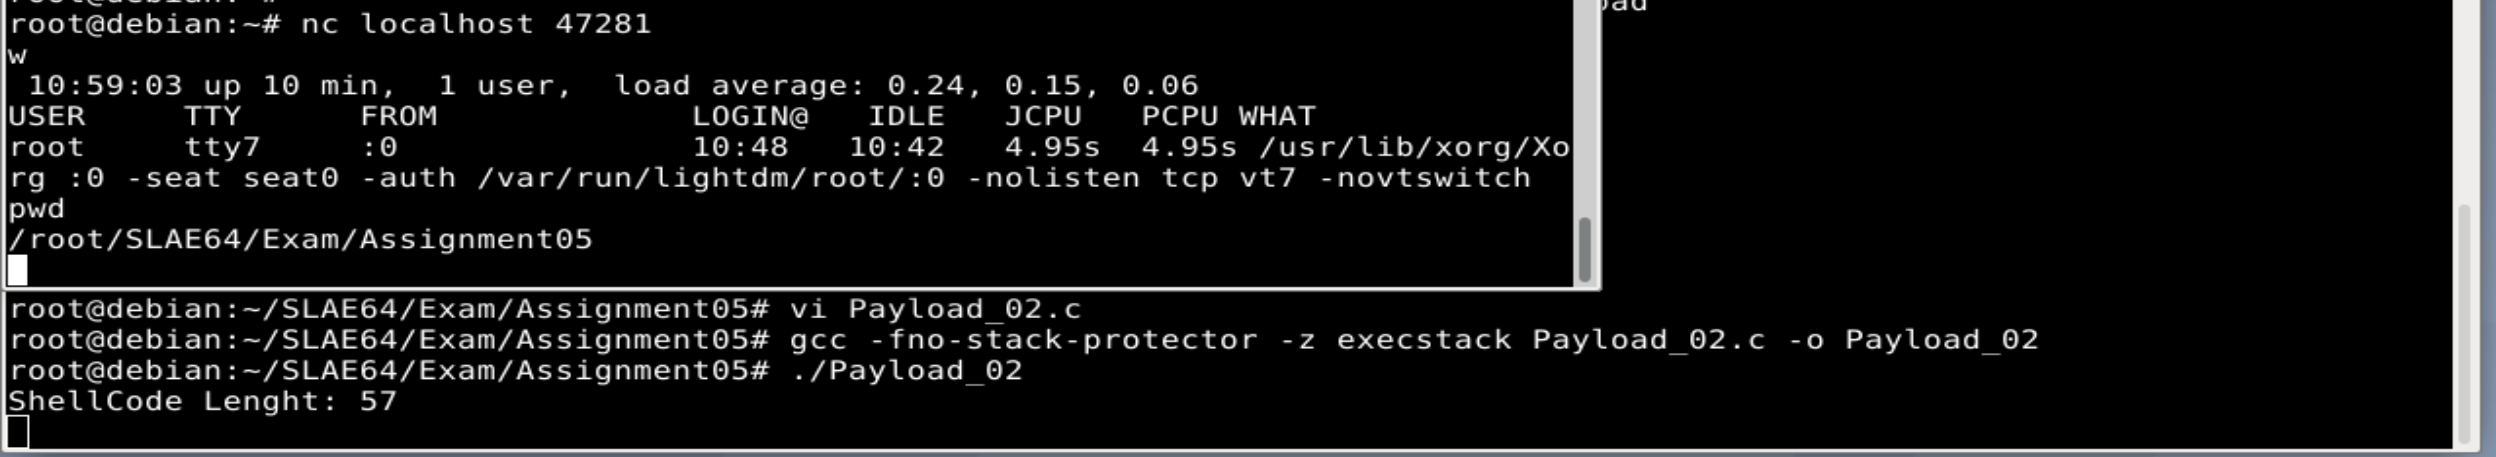 root@debian:~# nc localhost 47281
w
 10:59:03 up 10 min,  1 user,  load average: 0.24, 0.15, 0.06
USER     TTY      FROM             LOGIN@   IDLE   JCPU   PCPU WHAT
root     tty7     :0               10:48   10:42   4.95s  4.95s /usr/lib/xorg/Xo
rg :0 -seat seat0 -auth /var/run/lightdm/root/:0 -nolisten tcp vt7 -novtswitch
pwd
/root/SLAE64/Exam/Assignment05
root@debian:~/SLAE64/Exam/Assignment05# vi Payload_02.c
root@debian:~/SLAE64/Exam/Assignment05# gcc -fno-stack-protector -z execstack Payload_02.c -o Payload_02
root@debian:~/SLAE64/Exam/Assignment05# ./Payload_02
ShellCode Lenght: 57